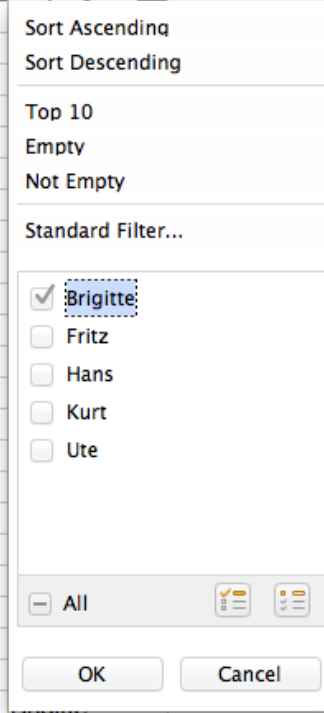 Sort Ascending
Sort Descending
Top 10
Empty
Not Empty
Standard Filter...
Brigitte
Fritz
Hans
Kurt
Ute
All
OK
Cancel